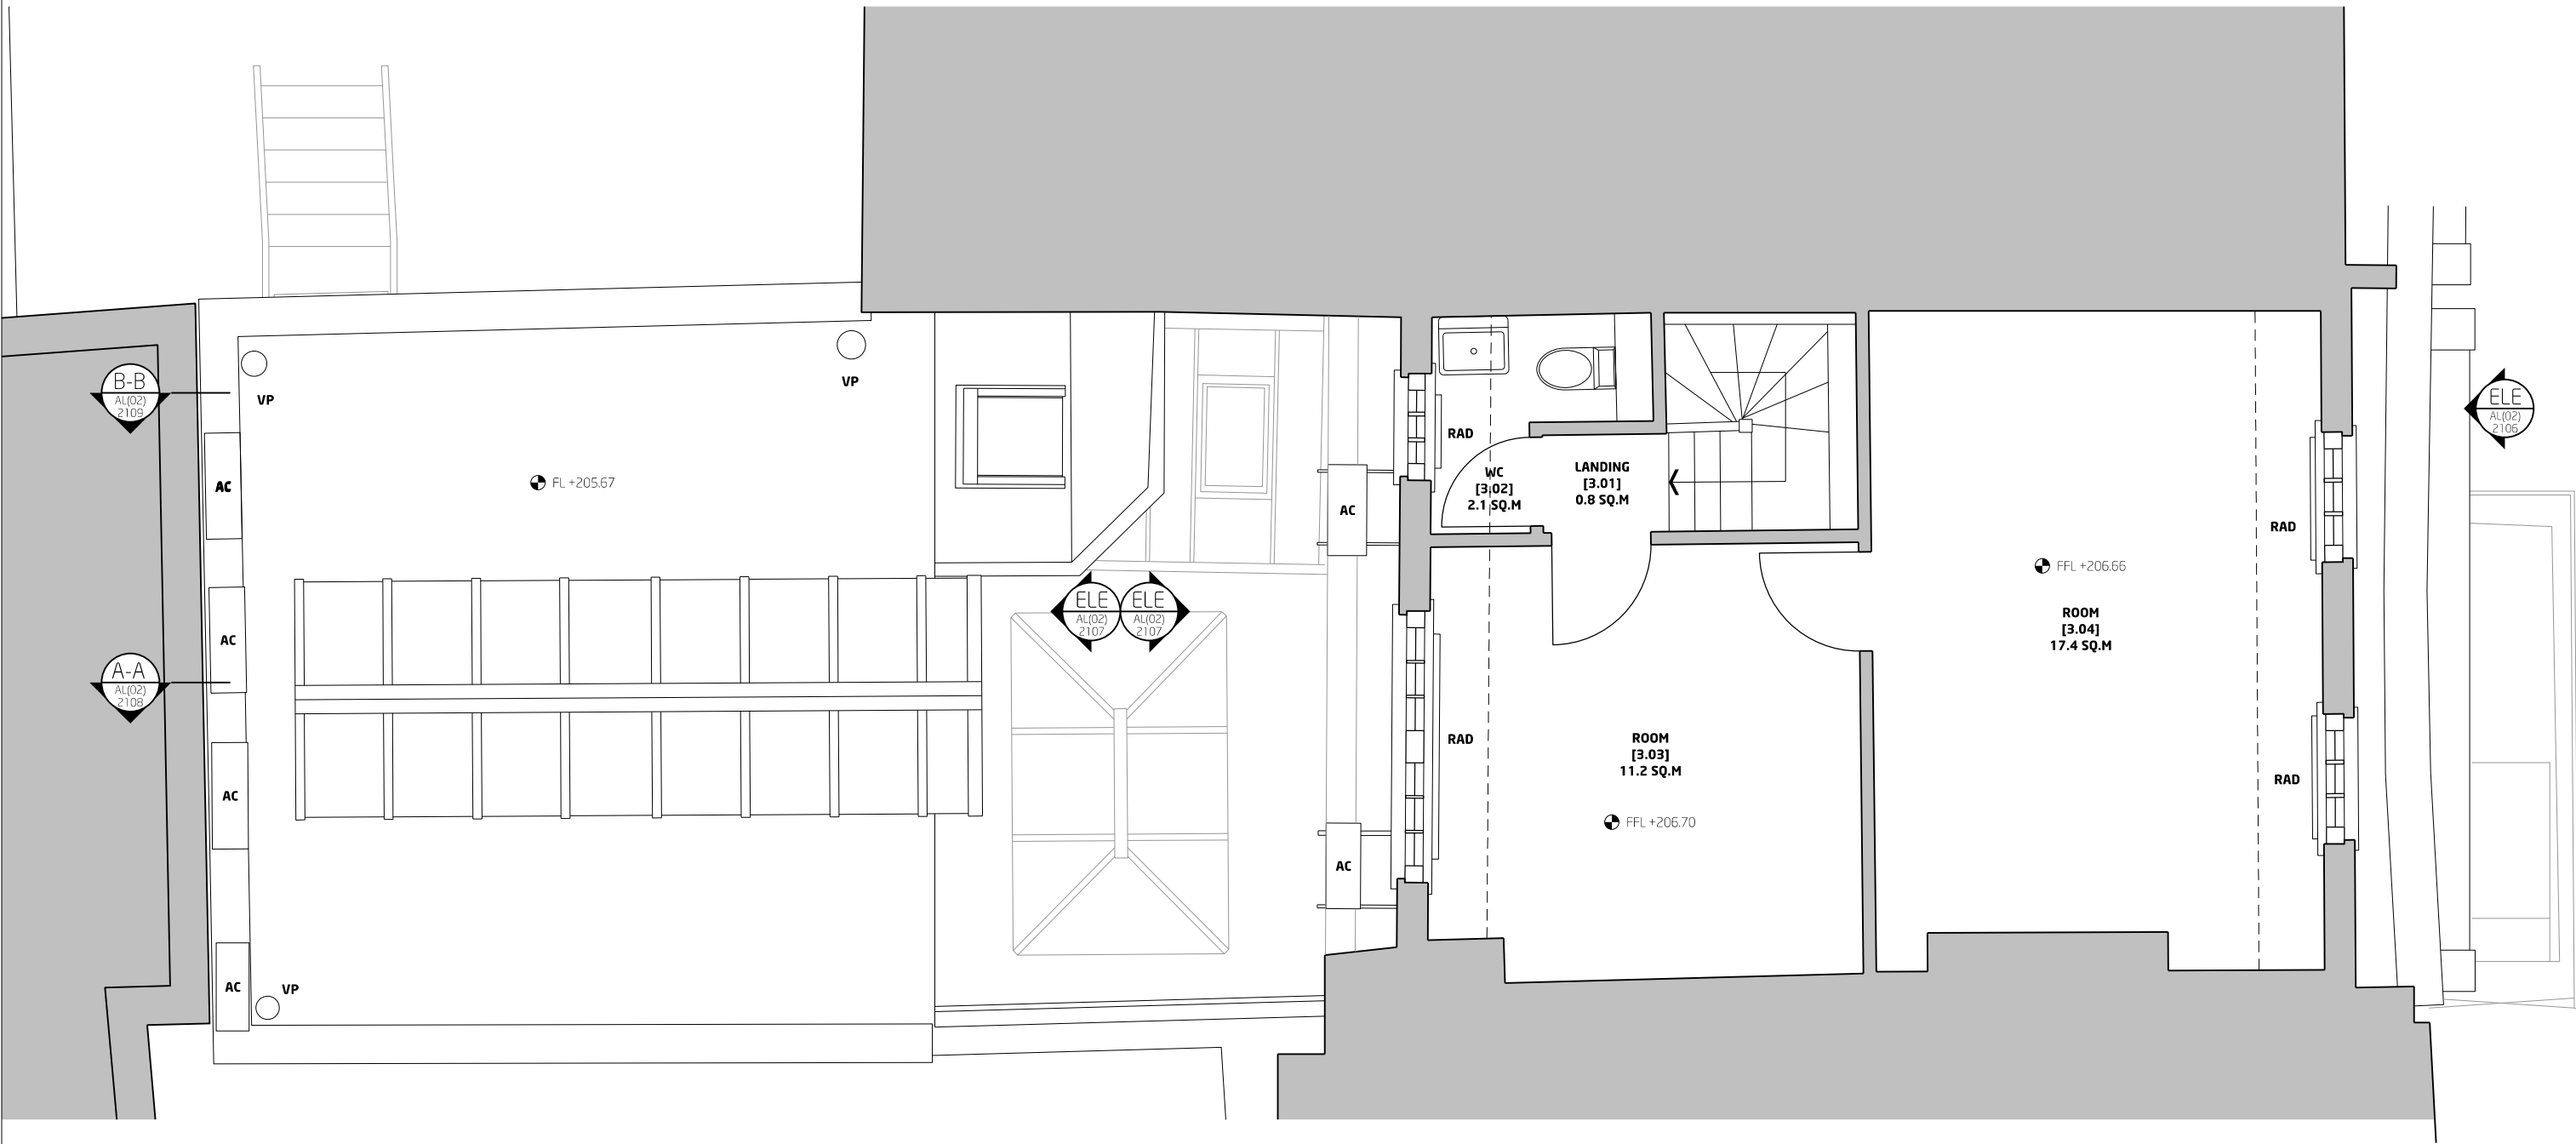 B-B
AL(02)
2109
VP
VP
AC
FL +205.67
AC
A-A
AL(02)
2108
AC
AC
VP
ELE
AL(02)
2107
ELE
AL(02)
2107
AC
AC
RAD
WC
[3.02]
2.1 SQ.M
LANDING
[3.01]
0.8 SQ.M
RAD
ROOM
[3.03]
11.2 SQ.M
FFL +206.70
FFL +206.66
ROOM
[3.04]
17.4 SQ.M
RAD
RAD
ELE
AL(02)
2106